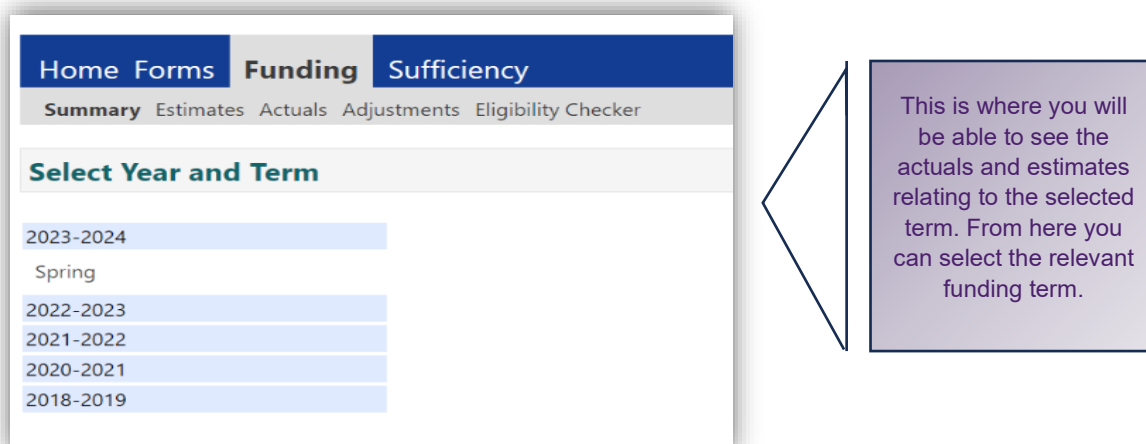 Home Forms Funding Sufficiency
Summary Estimates Actuals Adjustments Eligibility Checker
Select Year and Term
2023-2024
Spring
2022-2023
2021-2022
2020-2021
2018-2019
This is where you will
be able to see the
actuals and estimates
relating to the selected
term. From here you
can select the relevant
funding term.